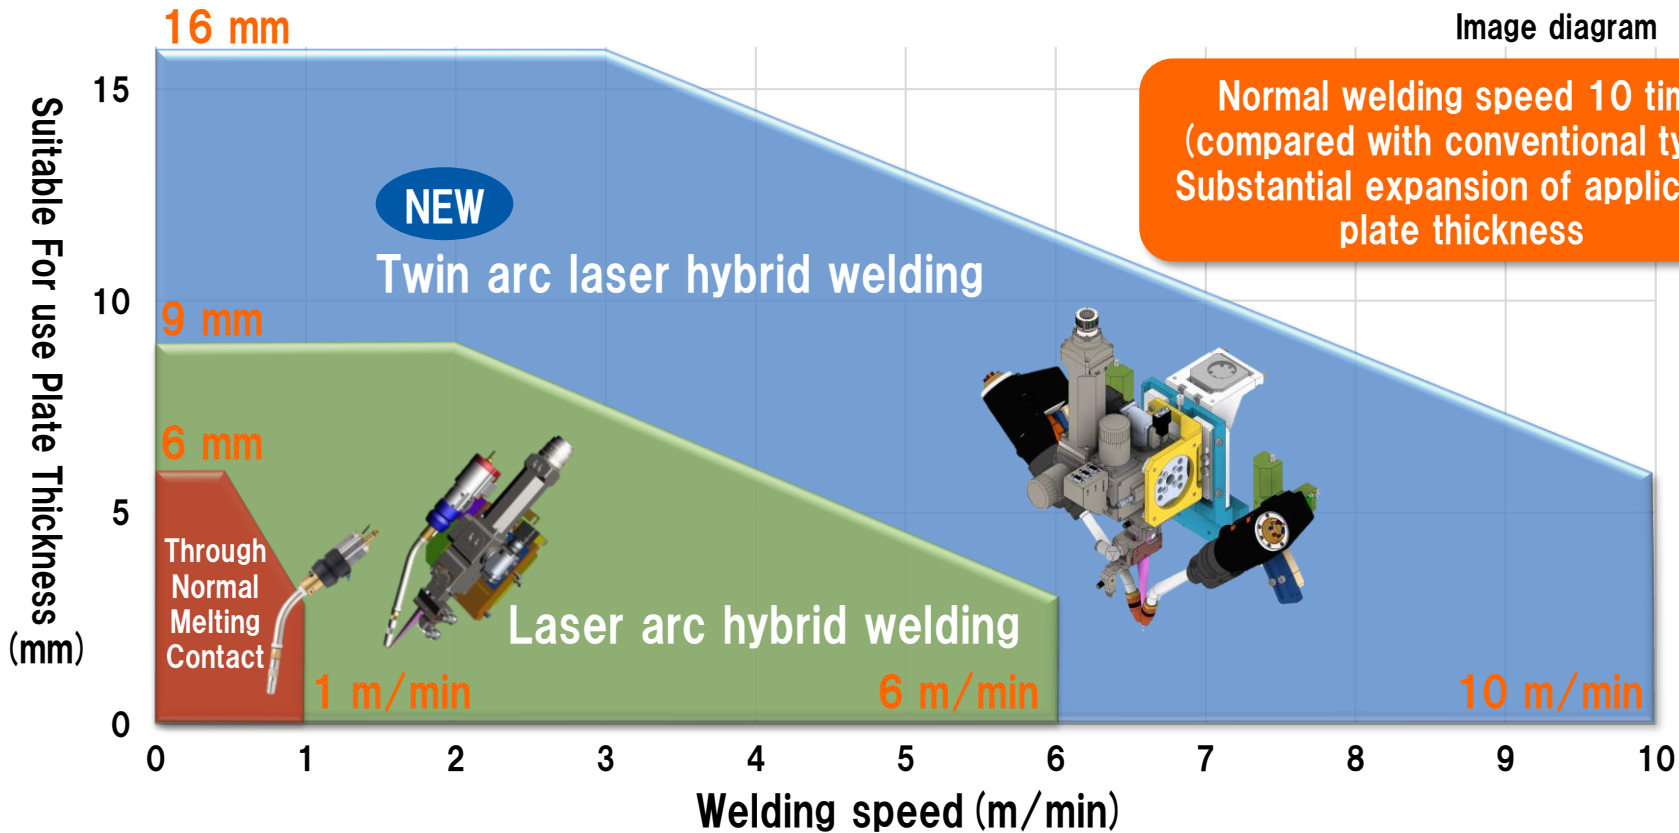 16 mm
Image diagram
Normal welding speed 10
(compared with conventional
Substantial expansion of
plate thickness
NEW
Twin arc laser hybrid welding
9 mm
6 mm
Through
Normal
Melting
Contact
Laser arc hybrid welding
1 m/min
6 m/min
10 m/min
Suitable For use Plate Thickness
(mm)
15
10
5
0
0 1 2 3 4 5 6 7 8 9 10
Welding speed (m/min)